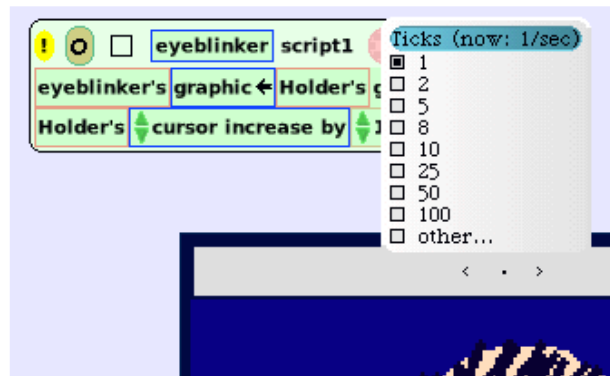 ! eyeblinker script1
eyeblinker's graphic Holder's
Holder's cursor increase by
Ticks (now: 1/sec)
1
2
5
8
10
25
50
100
other...
< · >